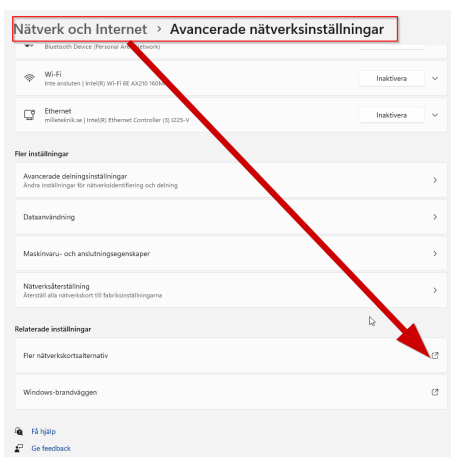 Nätverk och Internet > Avancerade nätverksinställningar
Bluetooth Device (Personal Area Network)
Wi-Fi
Inte ansluten | Intel(R) Wi-Fi 6E AX210 160MHz
Inaktivera
Ethernet
milleteknik.se | Intel(R) Ethernet Controller (3) I225-V
Inaktivera
Fler inställningar
Avancerade delningsinställningar
Ändra inställningar för nätverksidentifiering och delning
Dataanvändning
Maskinvaru- och anslutningsegenskaper
Nätverksåterställning
Återställ alla nätverkskort till fabriksinställningarna
Relaterade inställningar
Fler nätverkskortsalternativ
Windows-brandväggen
Få hjälp
Ge feedback